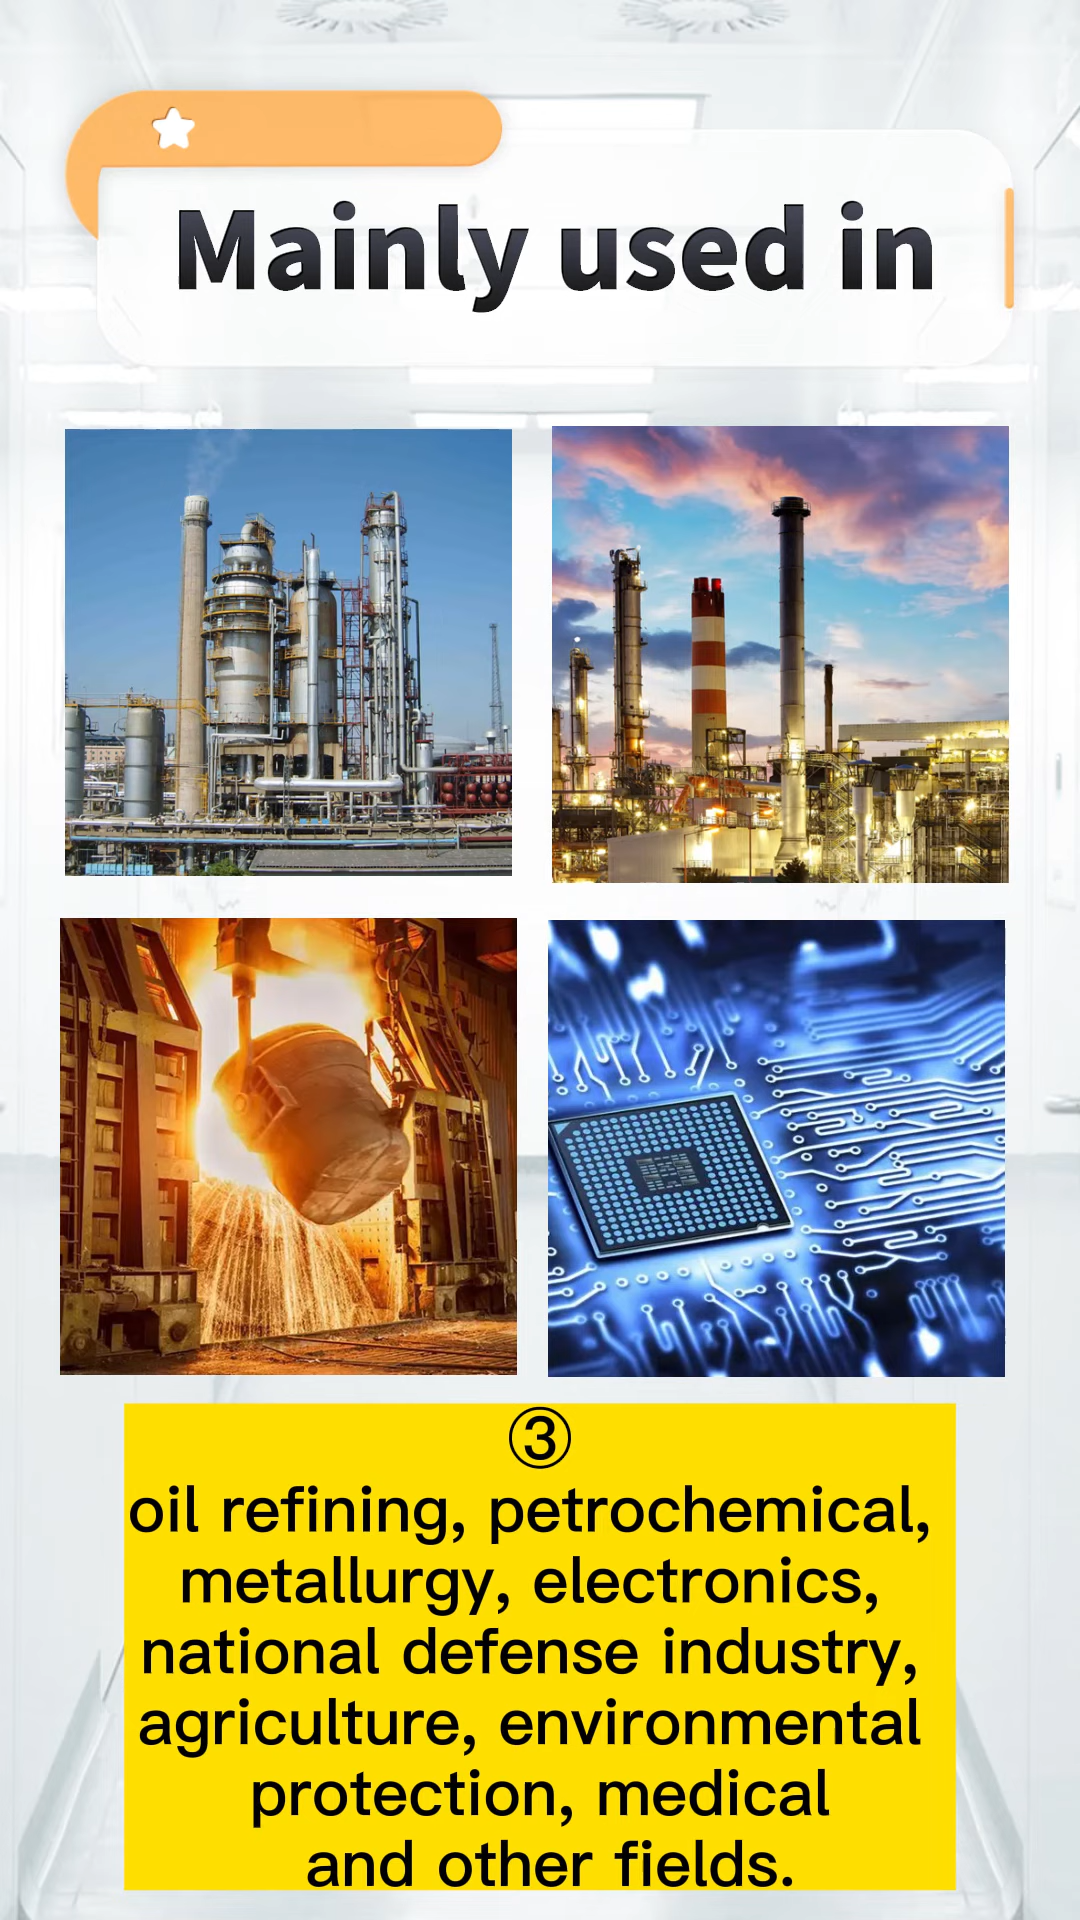 Mainly used in
③
oil refining, petrochemical,
metallurgy, electronics,
national defense industry,
agriculture, environmental
protection, medical
and other fields.